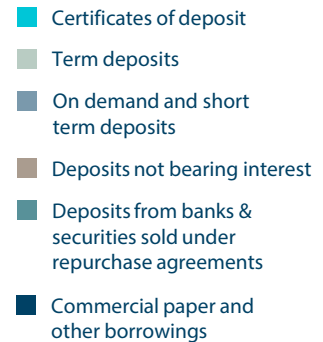 Certificates of deposit
Term deposits
On demand and short
term deposits
Deposits not bearing interest
Deposits from banks &
securities sold under
repurchase agreements
Commercial paper and
other borrowings